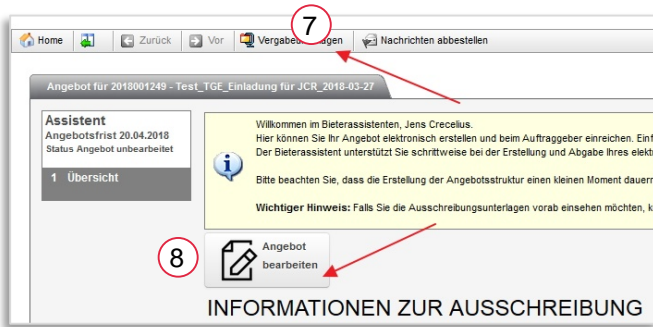 7
Home Zurück Vor Nachrichten abbestellen
Angebot für 2018001249 - Test_TGE_Einladung für JCR_2018-03-27
Assistent
Angebotsfrist 20.04.2018
Status Angebot unbearbeitet
1 Übersicht
Willkommen im Bieterassistenten, Jens Crecelius.
Hier können Sie Ihr Angebot elektronisch erstellen und beim Auftraggeber einreichen.
Der Bieterassistent unterstützt Sie schrittweise bei der Erstellung und Abgabe Ihres
Bitte beachten Sie, dass die Erstellung der Angebotsstruktur einen kleinen Moment
Wichtiger Hinweis: Falls Sie die Ausschreibungsunterlagen vorab einsehen möchten,
8
Angebot
bearbeiten
INFORMATIONEN ZUR AUSSCHREIBUNG